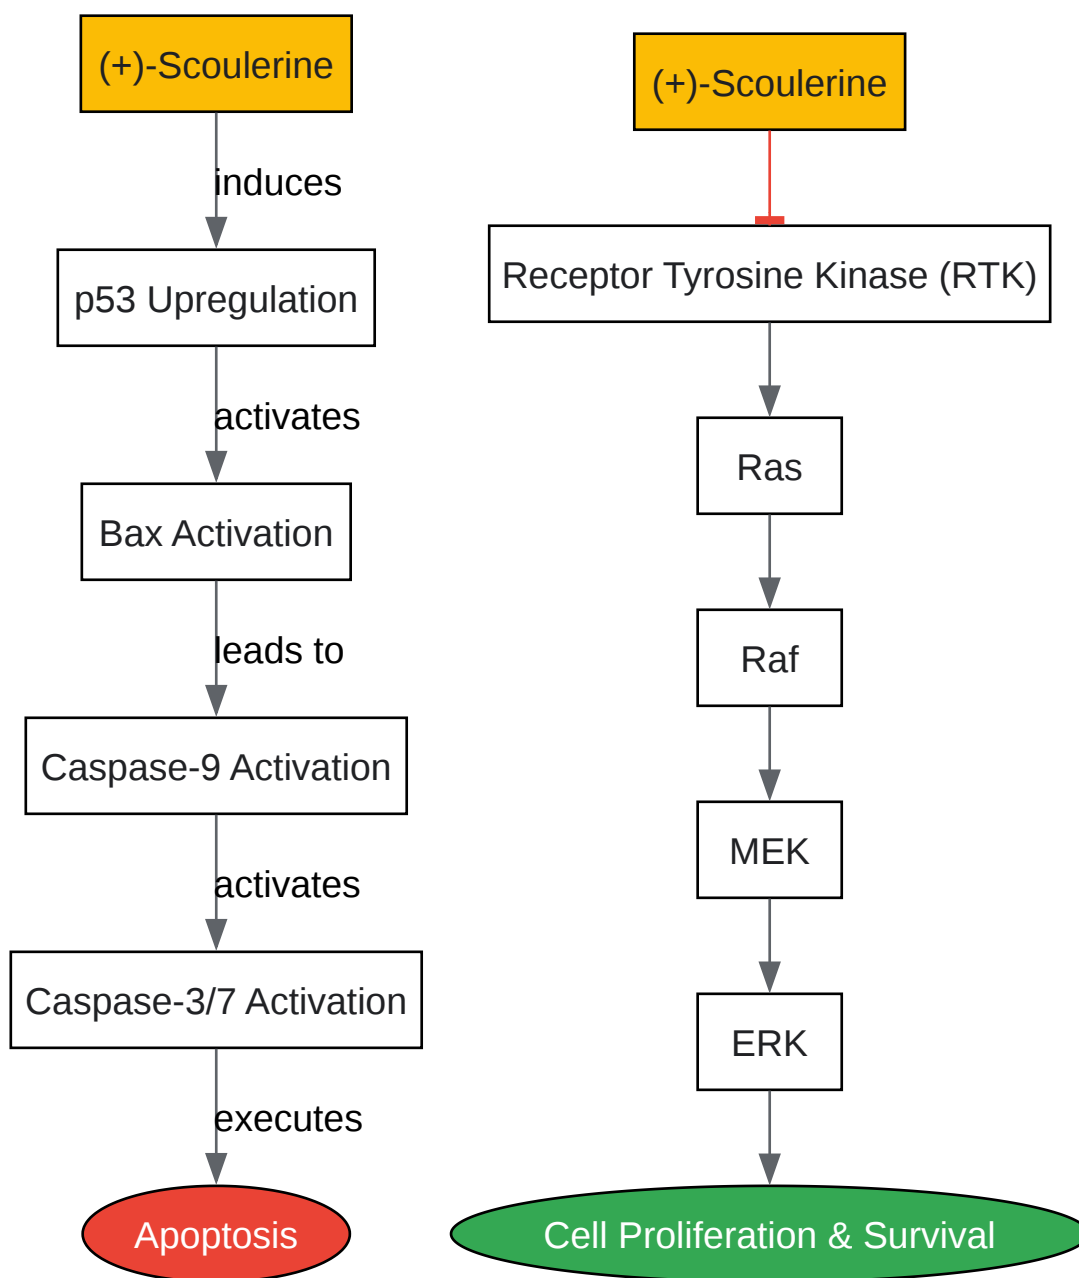 (+)-Scoulerine
induces
p53 Upregulation
activates
Bax Activation
leads to
Caspase-9 Activation
activates
Caspase-3/7 Activation
executes
Apoptosis
(+)-Scoulerine
Receptor Tyrosine Kinase (RTK)
Ras
Raf
MEK
ERK
Cell Proliferation & Survival